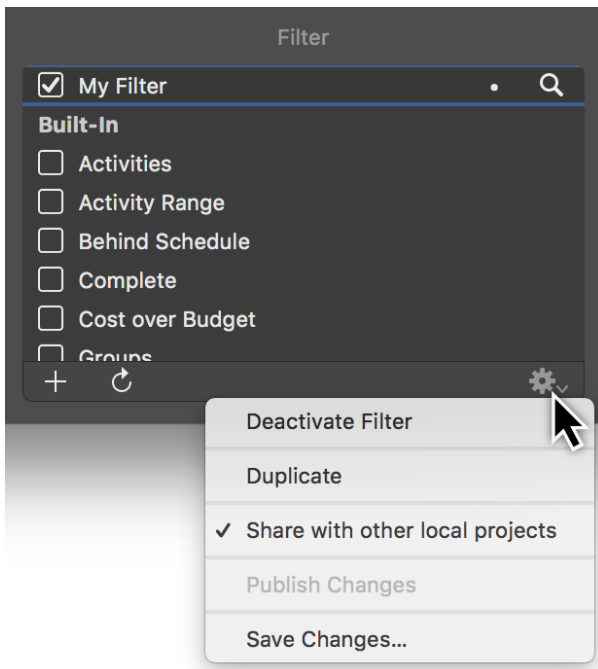 Filter
My Filter
Built-In
Activities
Activity Range
Behind Schedule
Complete
Cost over Budget
Groups
Deactivate Filter
Duplicate
✓ Share with other local projects
Publish Changes
Save Changes...